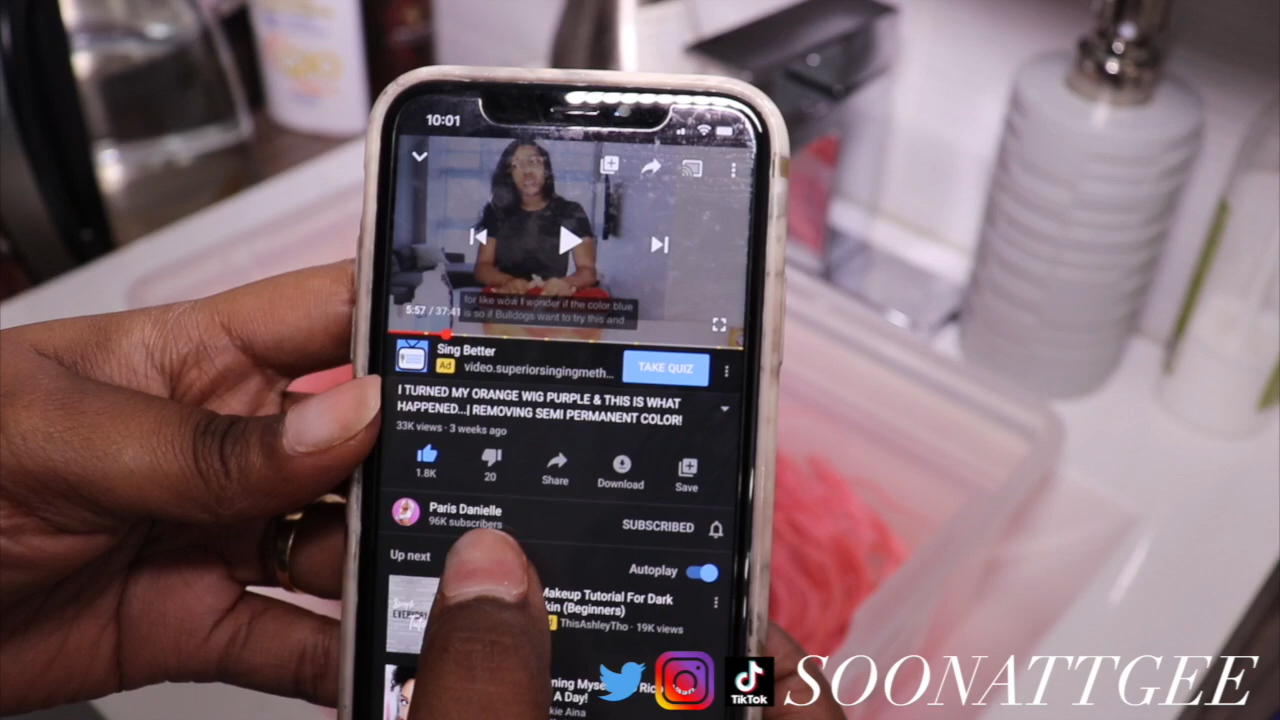 10:01
for like wow I wonder if the color blue
is so if Bulldogs want to try this and
5:57 / 37:41
Sing Better
Ad video.superiorsingingmeth...
TAKE QUIZ
I TURNED MY ORANGE WIG PURPLE & THIS IS WHAT
HAPPENED...| REMOVING SEMI PERMANENT COLOR!
33K views · 3 weeks ago
1.8K
20
Share
Download
Save
Paris Danielle
96K subscribers
SUBSCRIBED
Up next
Autoplay
Makeup Tutorial For Dark
kin (Beginners)
ThisAshleyTho · 19K views
A Day!
kie Aina
TikTok
SOONATTGEE